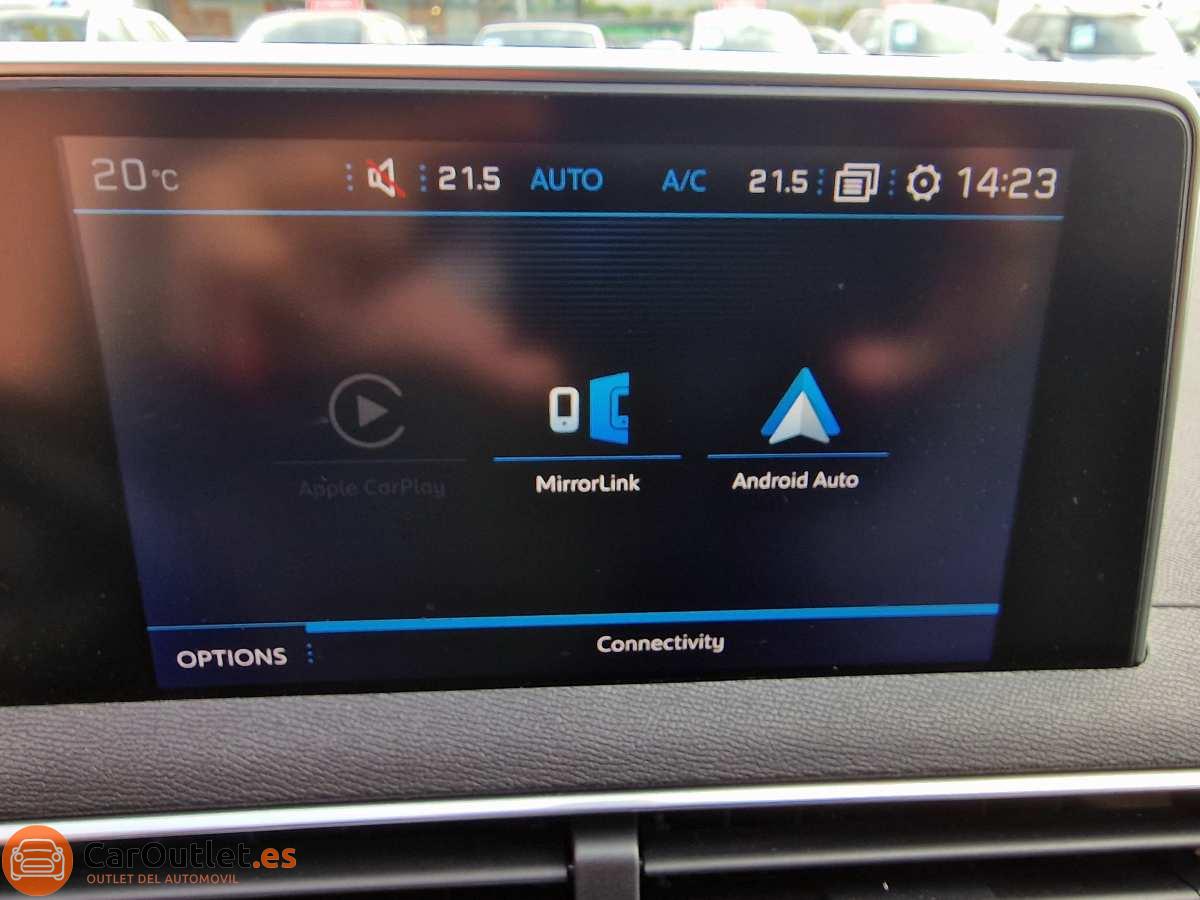 20°C 21.5 AUTO A/C 21.5 14:23
Apple CarPlay MirrorLink Android Auto
OPTIONS Connectivity
CarOutlet.es
OUTLET DEL AUTOMOVIL